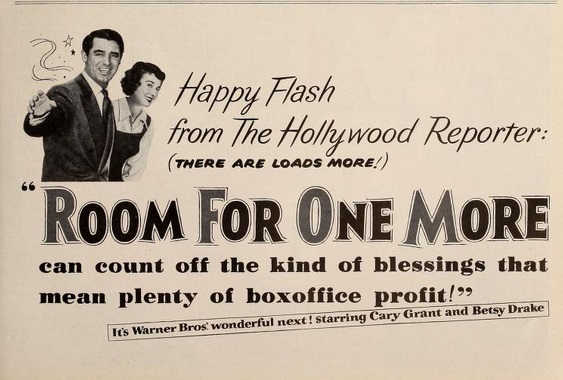 Happy Flash
from The Hollywood Reporter:
(THERE ARE LOADS MORE!)
"ROOM FOR ONE MORE
can count off the kind of blessings that
mean plenty of boxoffice profit!"
It's Warner Bros.' wonderful next! starring Cary Grant and Betsy Drake